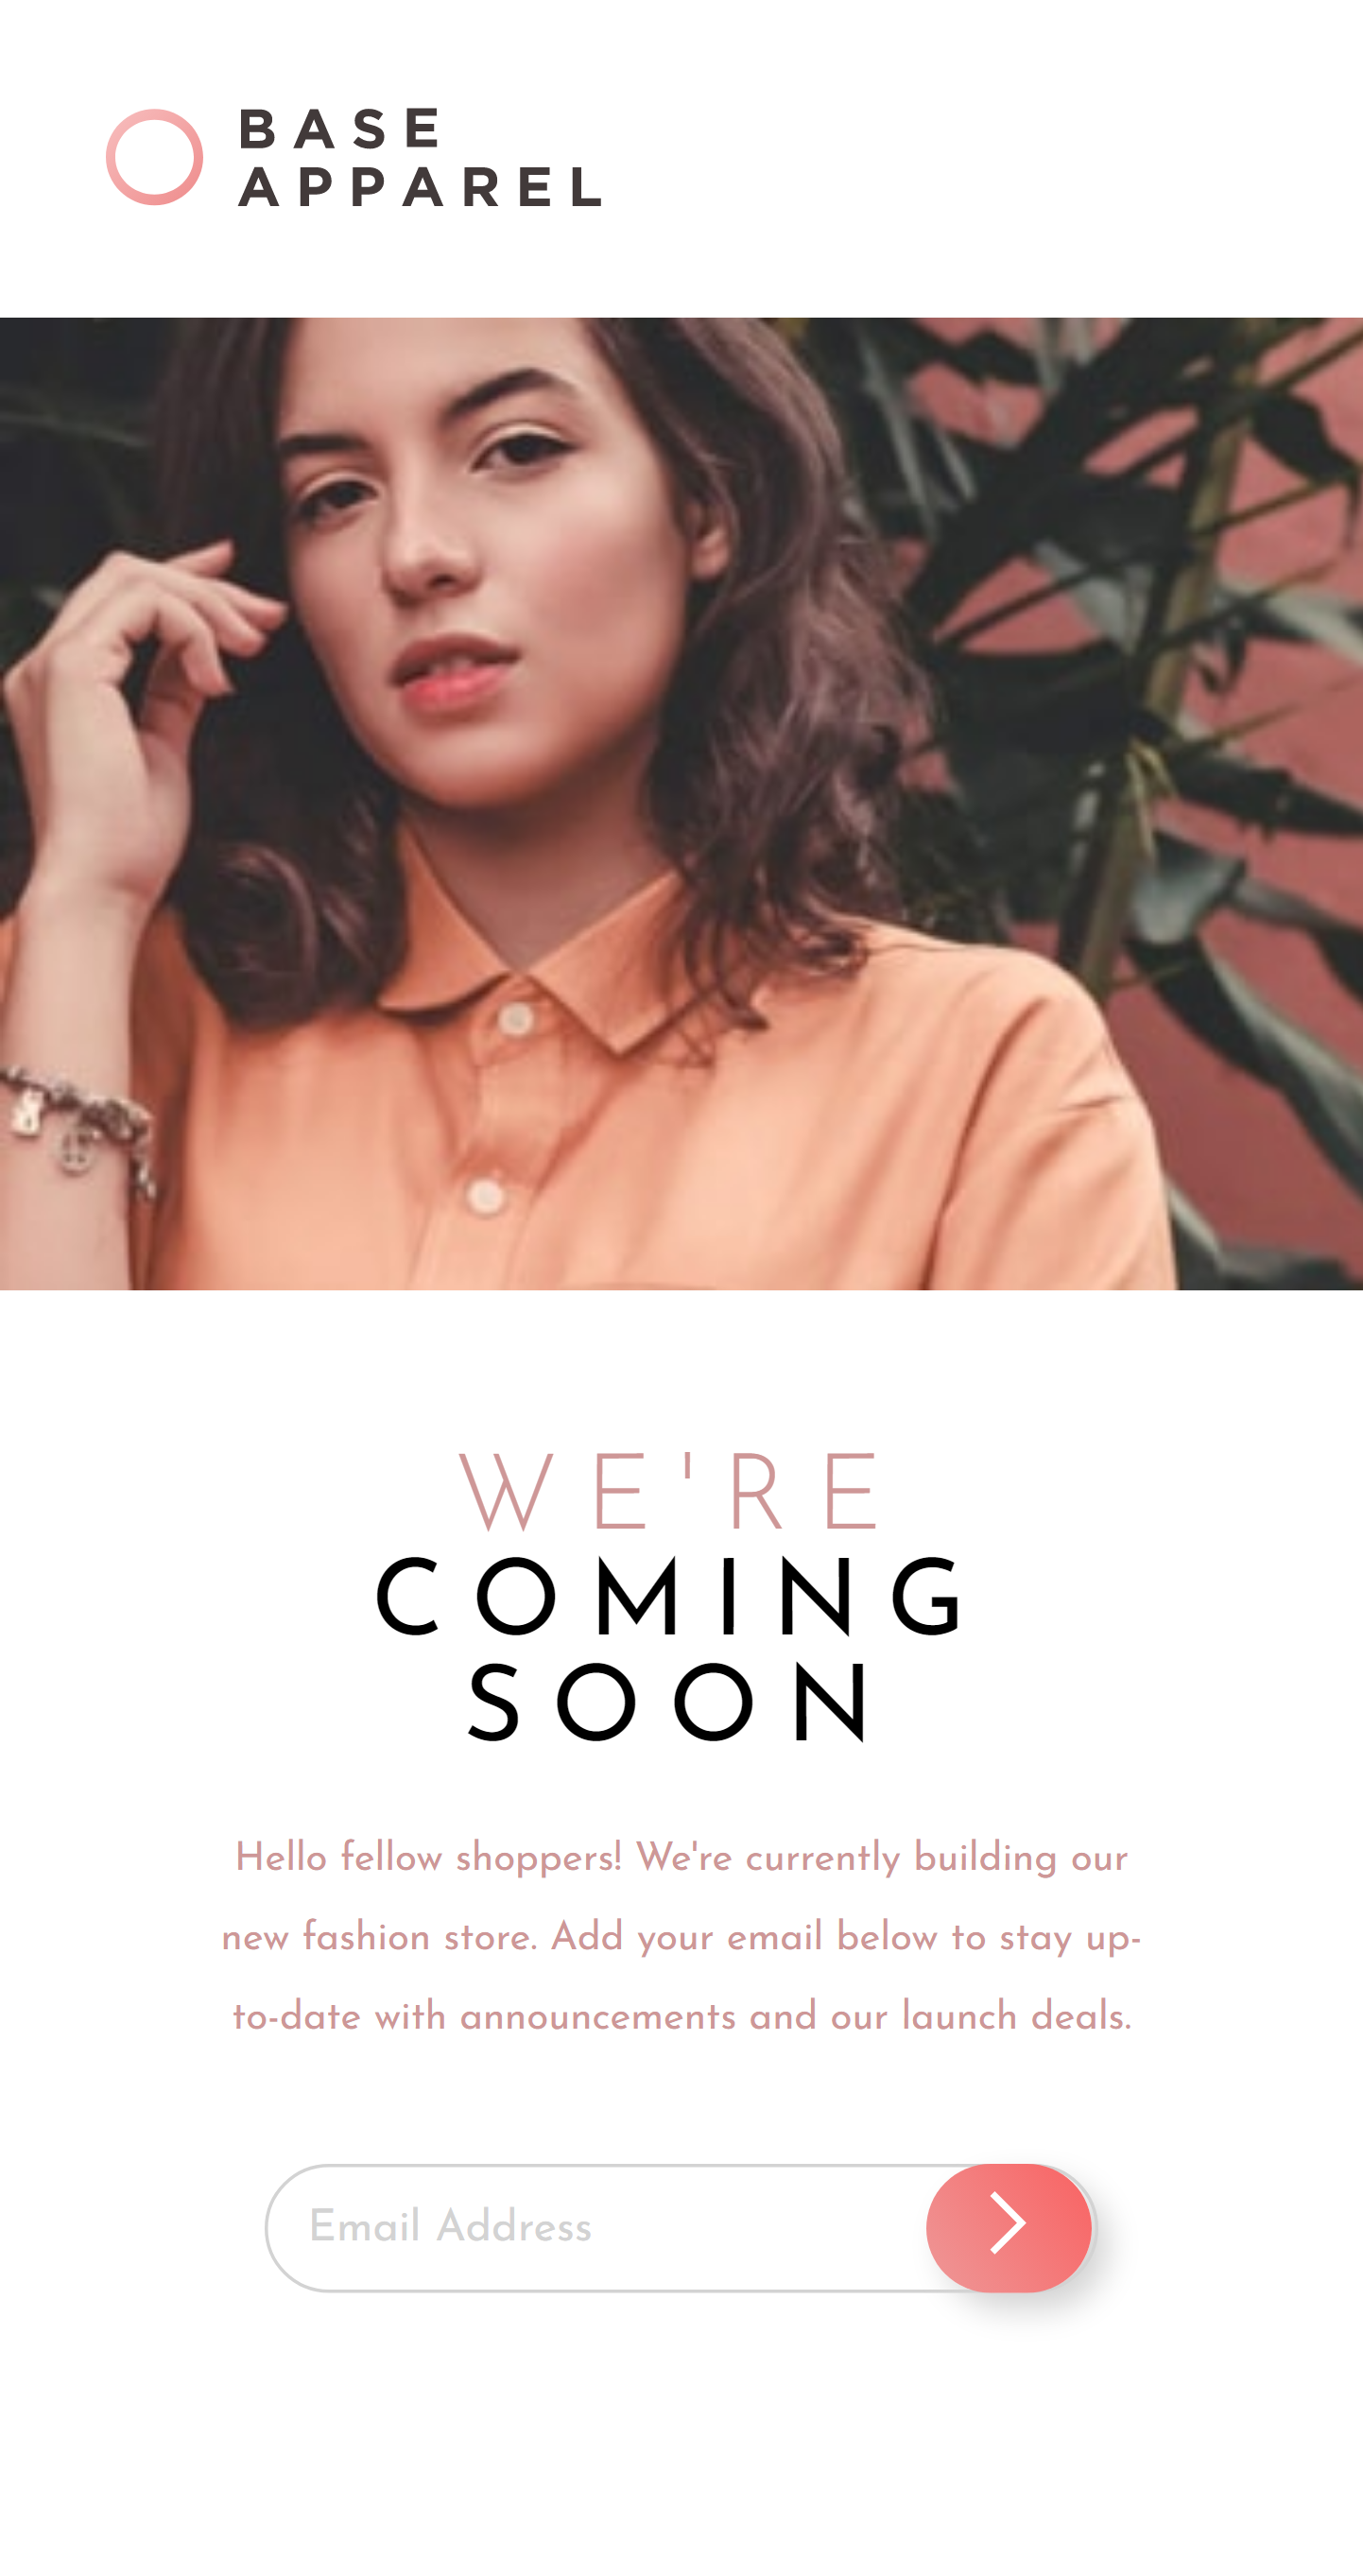 BASE
APPAREL
WE'RE
COMING
SOON
Hello fellow shoppers! We're currently building our
new fashion store. Add your email below to stay up-
to-date with announcements and our launch deals.
Email Address